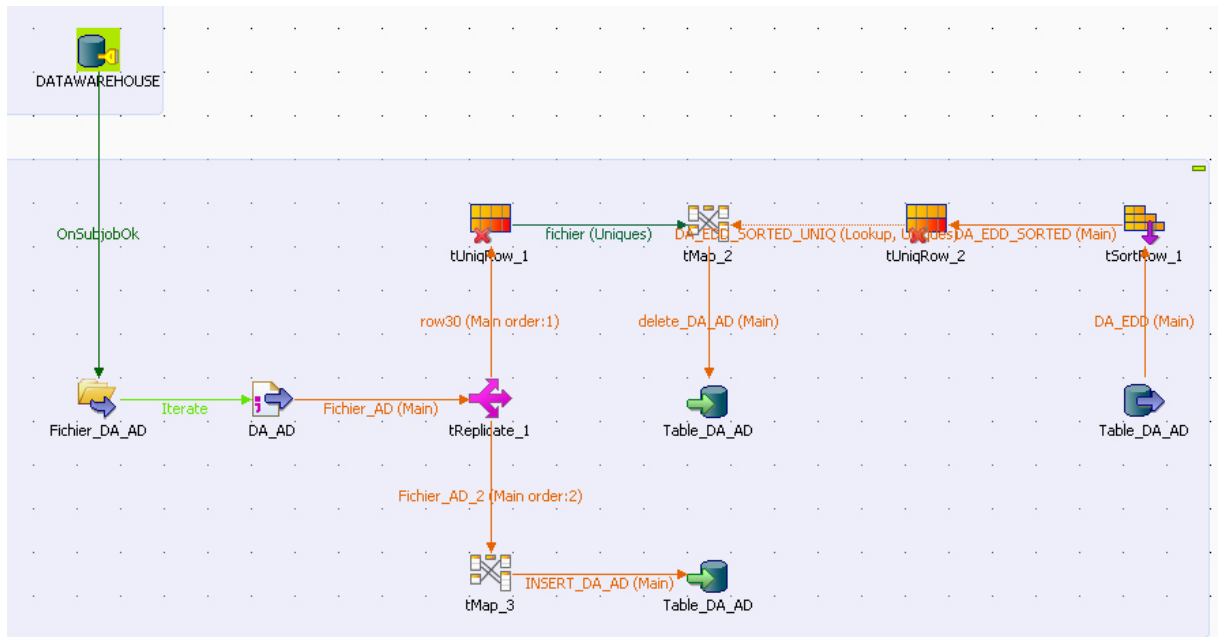 DATAWAREHOUSE
OnSubjobOk
fichier (Uniques)
DA_EDD_SORTED_UNIQ (Lookup, Uniques)
DA_EDD_SORTED (Main)
tUniqRow_1
tMap_2
tUniqRow_2
tSortRow_1
row30 (Main order:1)
delete_DA_AD (Main)
DA_EDD (Main)
Iterate
Fichier_AD (Main)
Fichier_DA_AD
DA_AD
tReplicate_1
Table_DA_AD
Table_DA_AD
Fichier_AD_2 (Main order:2)
INSERT_DA_AD (Main)
tMap_3
Table_DA_AD